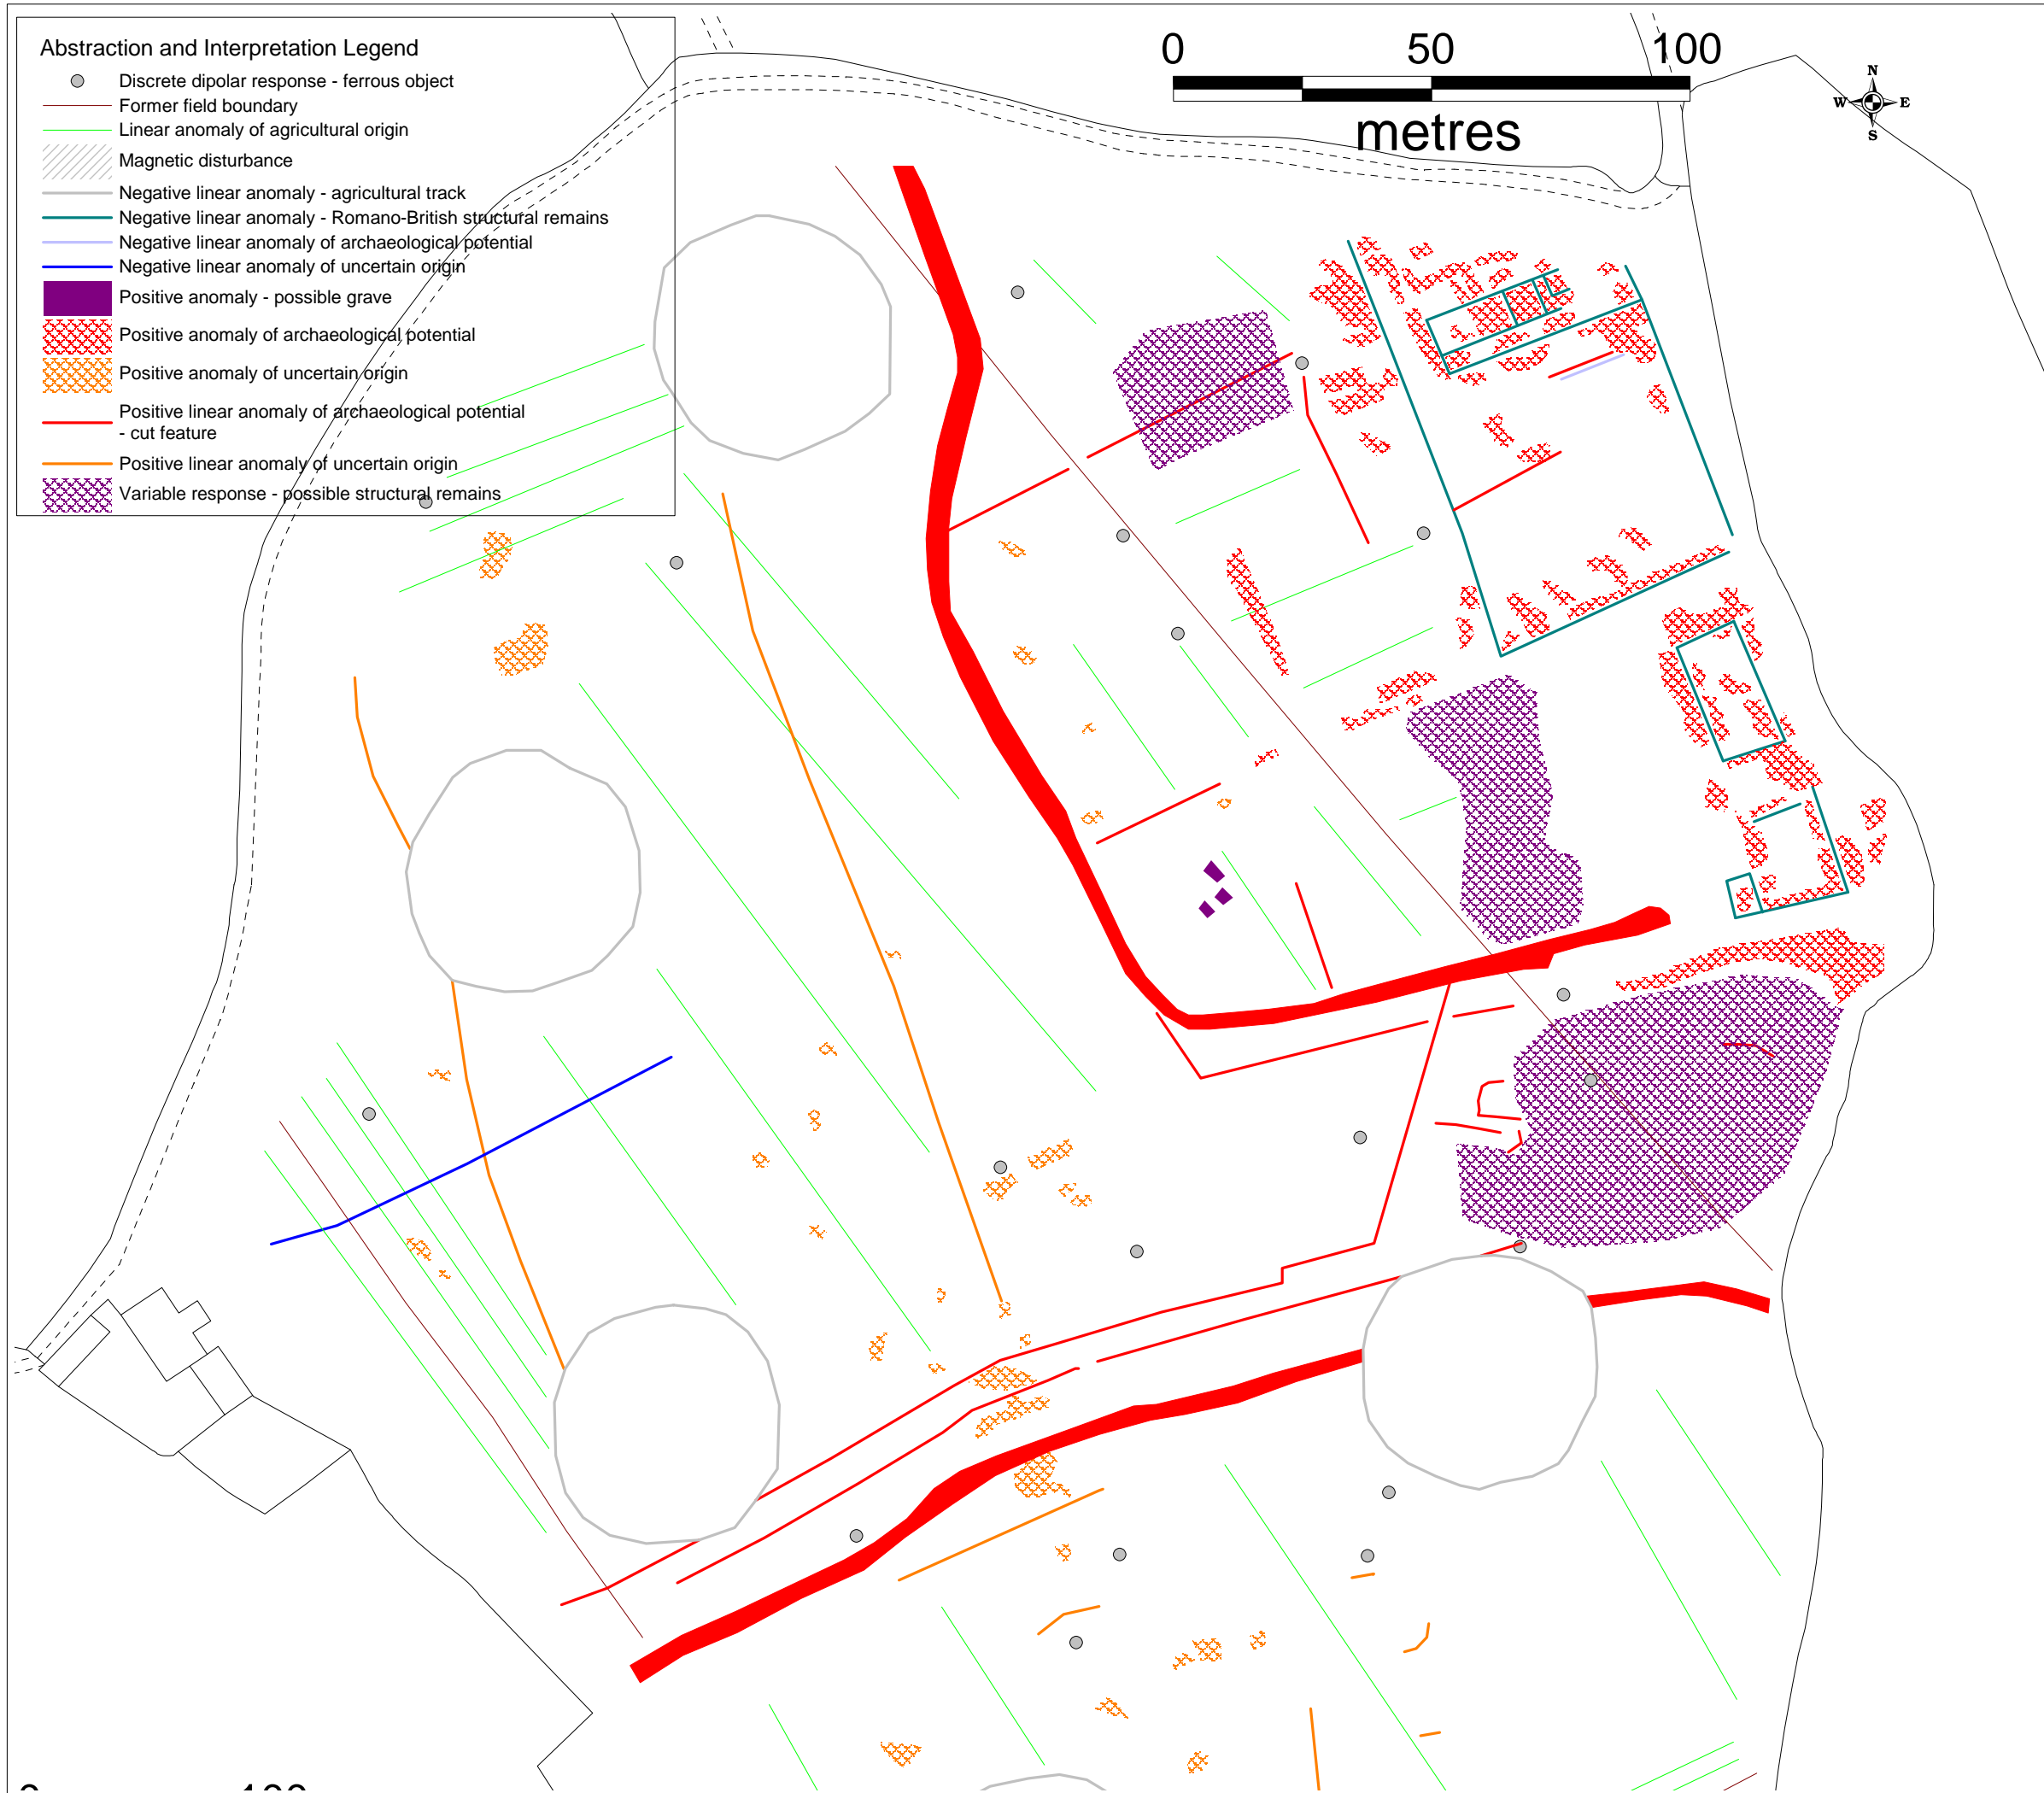 Abstraction and Interpretation Legend
Discrete dipolar response - ferrous object
Former field boundary
Linear anomaly of agricultural origin
Magnetic disturbance
Negative linear anomaly - agricultural track
Negative linear anomaly - Romano-British structural remains
Negative linear anomaly of archaeological potential
Negative linear anomaly of uncertain origin
Positive anomaly - possible grave
Positive anomaly of archaeological potential
Positive anomaly of uncertain origin
Positive linear anomaly of archaeological potential
- cut feature
Positive linear anomaly of uncertain origin
Variable response - possible structural remains
0 50 100
metres
N
W E
S